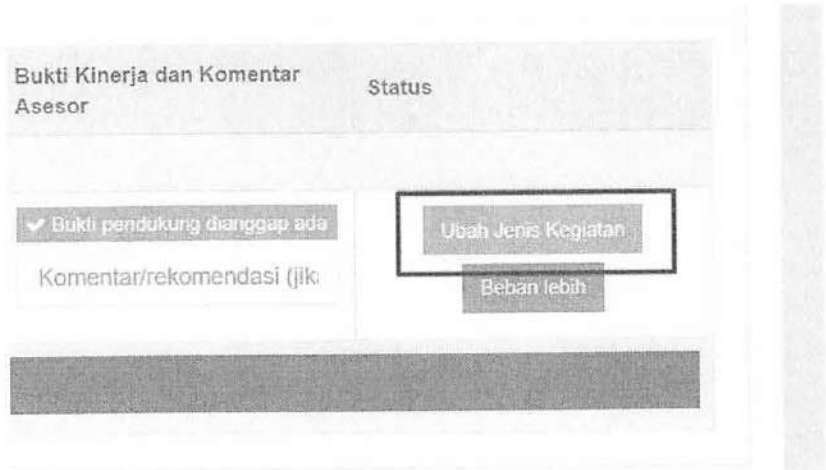 Bukti Kinerja dan Komentar
Asesor
Status
✔ Bukti pendukung dianggap ada
Ubah Jenis Kegiatan
Komentar/rekomendasi (jik
Beban lebih